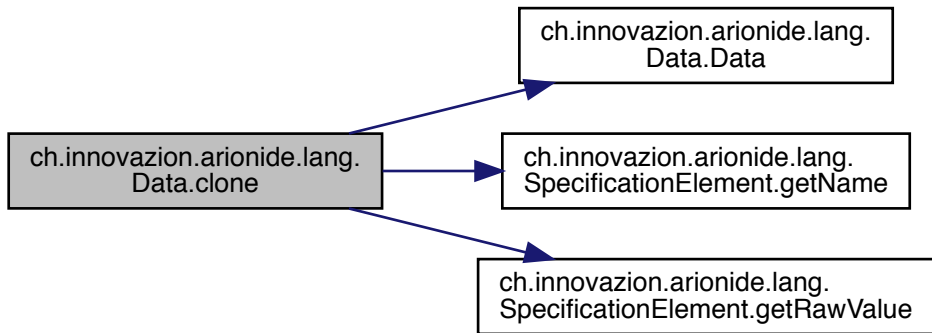 ch.innovazion.arionide.lang.
Data.clone
ch.innovazion.arionide.lang.
Data.Data
ch.innovazion.arionide.lang.
SpecificationElement.getName
ch.innovazion.arionide.lang.
SpecificationElement.getRawValue